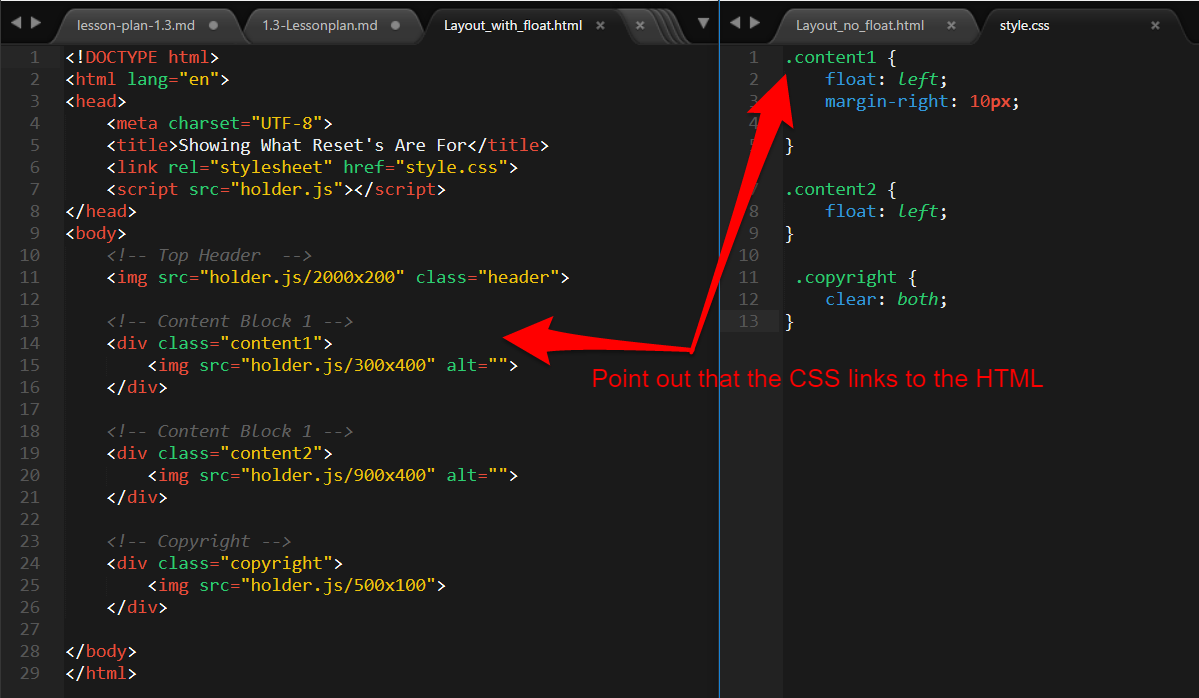 lesson-plan-1.3.md
1.3-Lessonplan.md
Layout_with_float.html
1 <!DOCTYPE html>
2 <html lang="en">
3 <head>
4     <meta charset="UTF-8">
5     <title>Showing What Reset's Are For</title>
6     <link rel="stylesheet" href="style.css">
7     <script src="holder.js"></script>
8 </head>
9 <body>
10     <!-- Top Header  -->
11     <img src="holder.js/2000x200" class="header">
12
13     <!-- Content Block 1 -->
14     <div class="content1">
15         <img src="holder.js/300x400" alt="">
16     </div>
17
18     <!-- Content Block 1 -->
19     <div class="content2">
20         <img src="holder.js/900x400" alt="">
21     </div>
22
23     <!-- Copyright -->
24     <div class="copyright">
25         <img src="holder.js/500x100">
26     </div>
27
28 </body>
29 </html>
Layout_no_float.html
style.css
1 .content1 {
2     float: left;
3     margin-right: 10px;
4
5 }
7 .content2 {
8     float: left;
9 }
10
11  .copyright {
12     clear: both;
13 }
Point out that the CSS links to the HTML